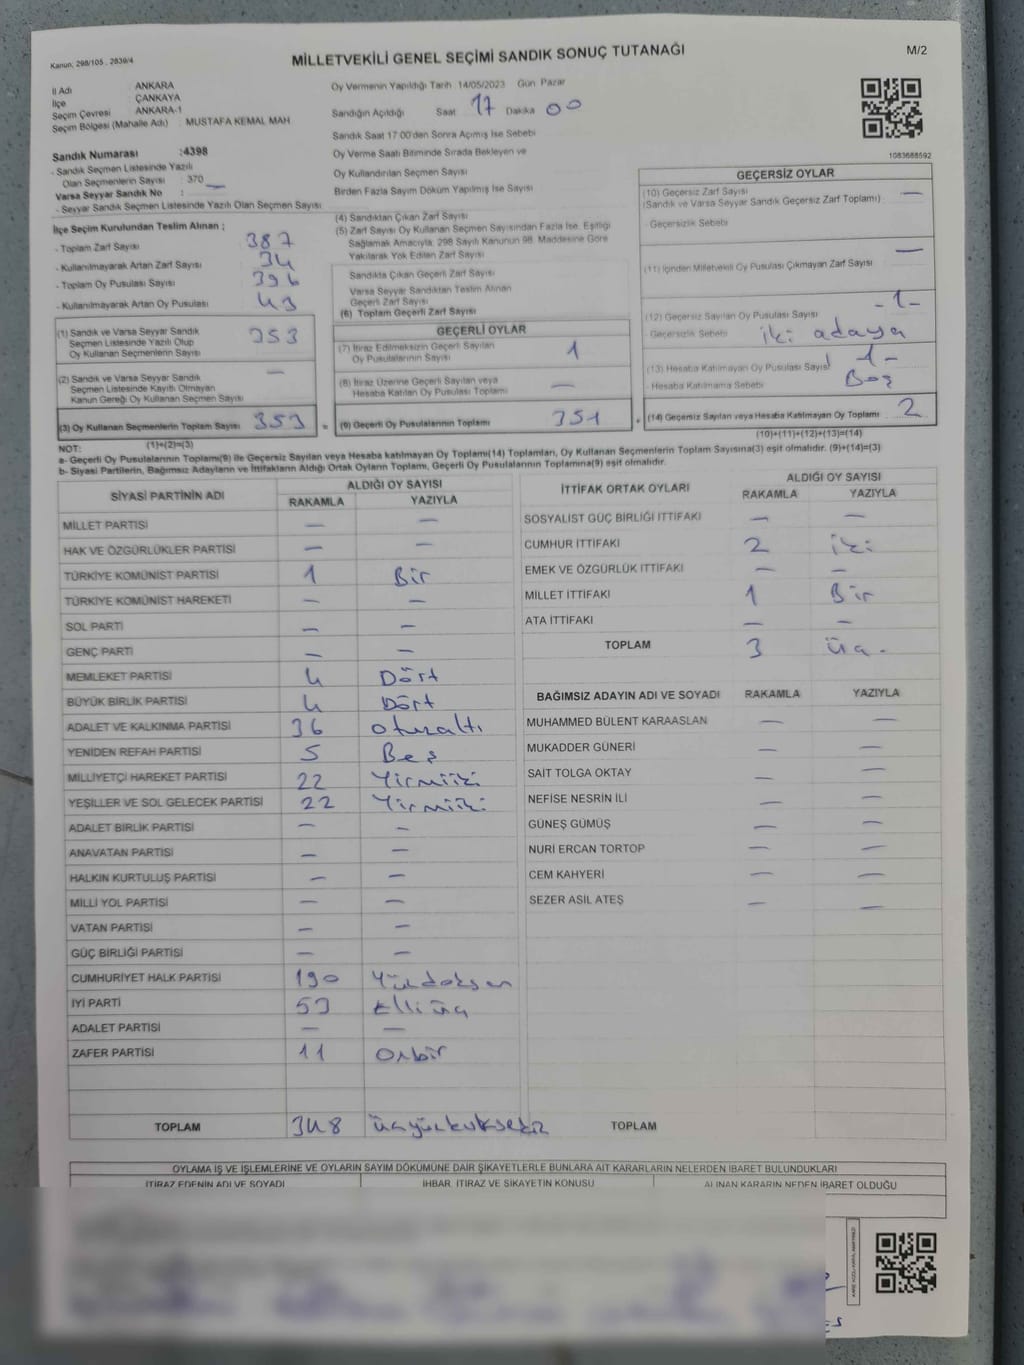 Kanun: 298/105 , 2839/4
MİLLETVEKİLİ GENEL SEÇİMİ SANDIK SONUÇ TUTANAĞI
M/2
İl Adı : ANKARA
İlçe ÇANKAYA
Seçim Çevresi ANKARA-1
Seçim Bölgesi (Mahalle Adı) : MUSTAFA KEMAL MAH
Oy Vermenin Yapıldığı Tarih 14/05/2023 Gün Pazar
Sandığın Açıldığı Saat 17 Dakika 00
Sandık Saat 17:00'den Sonra Açımış İse Sebebi
Oy Verme Saati Bitiminde Sırada Bekleyen ve
Oy Kullandırılan Seçmen Sayısı
Birden Fazla Sayım Döküm Yapılmış İse Sayısı
1083688592
Sandık Numarası :4398
- Sandık Seçmen Listesinde Yazılı
Olan Seçmenlerin Sayısı : 370
Varsa Seyyar Sandık No :
- Seyyar Sandık Seçmen Listesinde Yazılı Olan Seçmen Sayısı
İlçe Seçim Kurulundan Teslim Alınan ;
- Toplam Zarf Sayısı 387
- Kullanılmayarak Artan Zarf Sayısı 34
- Toplam Oy Pusulası Sayısı 396
- Kullanılmayarak Artan Oy Pusulası 43
(1) Sandık ve Varsa Seyyar Sandık
Seçmen Listesinde Yazılı Olup
Oy Kullanan Seçmenlerin Sayısı 353
(2) Sandık ve Varsa Seyyar Sandık
Seçmen Listesinde Kayıtlı Olmayan
Kanun Gereği Oy Kullanan Seçmen Sayısı —
(3) Oy Kullanan Seçmenlerin Toplam Sayısı 353 =
(4) Sandıktan Çıkan Zarf Sayısı
(5) Zarf Sayısı Oy Kullanan Seçmen Sayısından Fazla İse, Eşitliği
Sağlamak Amacıyla, 298 Sayılı Kanunun 98. Maddesine Göre
Yakılarak Yok Edilen Zarf Sayısı
Sandıkta Çıkan Geçerli Zarf Sayısı
Varsa Seyyar Sandıktan Teslim Alınan
Geçerli Zarf Sayısı
(6) Toplam Geçerli Zarf Sayısı
GEÇERLİ OYLAR
(7) İtiraz Edilmeksizin Geçerli Sayılan
Oy Pusulalarının Sayısı 1
(8) İtiraz Üzerine Geçerli Sayılan veya
Hesaba Katılan Oy Pusulası Toplamı —
(9) Geçerli Oy Pusulalarının Toplamı 351 +
GEÇERSİZ OYLAR
(10) Geçersiz Zarf Sayısı —
(Sandık ve Varsa Seyyar Sandık Geçersiz Zarf Toplamı)
- Geçersizlik Sebebi
(11) İçinden Milletvekili Oy Pusulası Çıkmayan Zarf Sayısı —
(12) Geçersiz Sayılan Oy Pusulası Sayısı -1-
Geçersizlik Sebebi iki adaya
(13) Hesaba Katılmayan Oy Pusulası Sayısı -1-
- Hesaba Katılmama Sebebi Boş
(14) Geçersiz Sayılan veya Hesaba Katılmayan Oy Toplamı 2
NOT: (1)+(2)=(3)
(10)+(11)+(12)+(13)=(14)
a- Geçerli Oy Pusulalarının Toplamı(9) ile Geçersiz Sayılan veya Hesaba katılmayan Oy Toplamı(14) Toplamları, Oy Kullanan Seçmenlerin Toplam Sayısına(3) eşit olmalıdır. (9)+(14)=(3)
b- Siyasi Partilerin, Bağımsız Adayların ve İttifakların Aldığı Ortak Oyların Toplamı, Geçerli Oy Pusulalarının Toplamına(9) eşit olmalıdır.
SİYASİ PARTİNİN ADI ALDIĞI OY SAYISI
RAKAMLA YAZIYLA
MİLLET PARTİSİ — —
HAK VE ÖZGÜRLÜKLER PARTİSİ — —
TÜRKİYE KOMÜNİST PARTİSİ 1 Bir
TÜRKİYE KOMÜNİST HAREKETİ — —
SOL PARTİ — —
GENÇ PARTİ — —
MEMLEKET PARTİSİ 4 Dört
BÜYÜK BİRLİK PARTİSİ 4 Dört
ADALET VE KALKINMA PARTİSİ 36 otuzaltı
YENİDEN REFAH PARTİSİ 5 Beş
MİLLİYETÇİ HAREKET PARTİSİ 22 Yirmiiki
YEŞİLLER VE SOL GELECEK PARTİSİ 22 Yirmiiki
ADALET BİRLİK PARTİSİ — —
ANAVATAN PARTİSİ — —
HALKIN KURTULUŞ PARTİSİ — —
MİLLİ YOL PARTİSİ — —
VATAN PARTİSİ — —
GÜÇ BİRLİĞİ PARTİSİ — —
CUMHURİYET HALK PARTİSİ 190 Yüzdoksan
İYİ PARTİ 53 Elliüç
ADALET PARTİSİ — —
ZAFER PARTİSİ 11 Onbir
TOPLAM 348 üçyüzkırksekiz
İTTİFAK ORTAK OYLARI ALDIĞI OY SAYISI
RAKAMLA YAZIYLA
SOSYALİST GÜÇ BİRLİĞİ İTTİFAKI — —
CUMHUR İTTİFAKI 2 iki
EMEK VE ÖZGÜRLÜK İTTİFAKI — —
MİLLET İTTİFAKI 1 Bir
ATA İTTİFAKI — —
TOPLAM 3 üç.
BAĞIMSIZ ADAYIN ADI VE SOYADI RAKAMLA YAZIYLA
MUHAMMED BÜLENT KARAASLAN — —
MUKADDER GÜNERİ — —
SAİT TOLGA OKTAY — —
NEFİSE NESRİN İLİ — —
GÜNEŞ GÜMÜŞ — —
NURİ ERCAN TORTOP — —
CEM KAHYERİ — —
SEZER ASİL ATEŞ — —
TOPLAM
OYLAMA İŞ VE İŞLEMLERİNE VE OYLARIN SAYIM DÖKÜMÜNE DAİR ŞİKAYETLERLE BUNLARA AİT KARARLARIN NELERDEN İBARET BULUNDUKLARI
İTİRAZ EDENİN ADI VE SOYADI İHBAR, İTİRAZ VE ŞİKAYETİN KONUSU ALINAN KARARIN NEDEN İBARET OLDUĞU